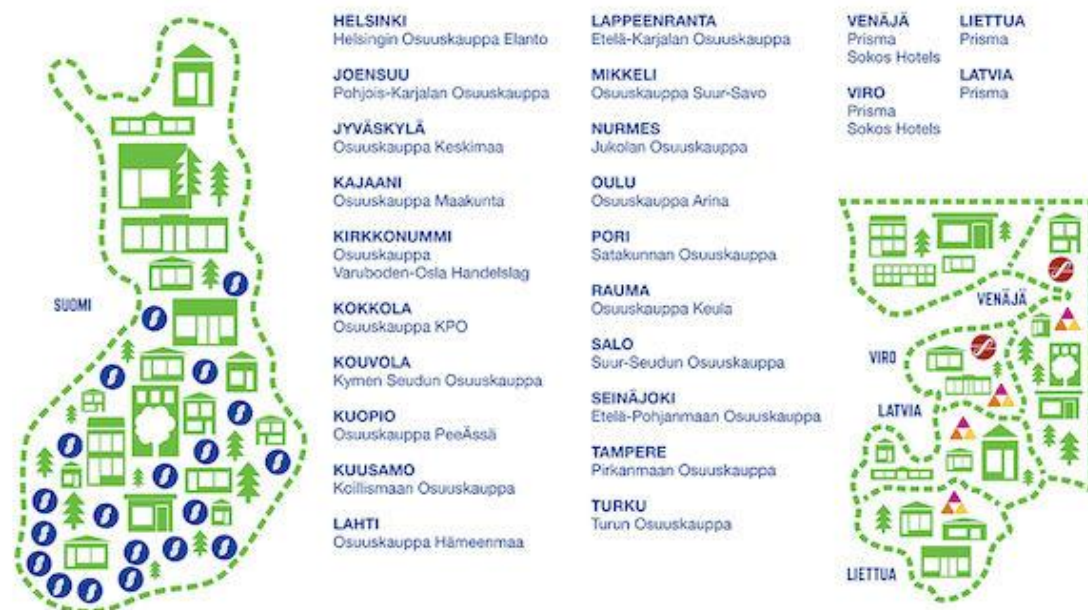 SUOMI
HELSINKI
Helsingin Osuuskauppa Elanto
JOENSUU
Pohjois-Karjalan Osuuskauppa
JYVÄSKYLÄ
Osuuskauppa Keskimaa
KAJAANI
Osuuskauppa Maakunta
KIRKKONUMMI
Osuuskauppa
Varuboden-Osla Handelslag
KOKKOLA
Osuuskauppa KPO
KOUVOLA
Kymen Seudun Osuuskauppa
KUOPIO
Osuuskauppa PeeÄssä
KUUSAMO
Koillismaan Osuuskauppa
LAHTI
Osuuskauppa Hämeenmaa
LAPPEENRANTA
Etelä-Karjalan Osuuskauppa
MIKKELI
Osuuskauppa Suur-Savo
NURMES
Jukolan Osuuskauppa
OULU
Osuuskauppa Arina
PORI
Satakunnan Osuuskauppa
RAUMA
Osuuskauppa Keula
SALO
Suur-Seudun Osuuskauppa
SEINÄJOKI
Etelä-Pohjanmaan Osuuskauppa
TAMPERE
Pirkanmaan Osuuskauppa
TURKU
Turun Osuuskauppa
VENÄJÄ
Prisma
Sokos Hotels
VIRO
Prisma
Sokos Hotels
LIETTUA
Prisma
LATVIA
Prisma
VENÄJÄ
VIRO
LATVIA
LIETTUA